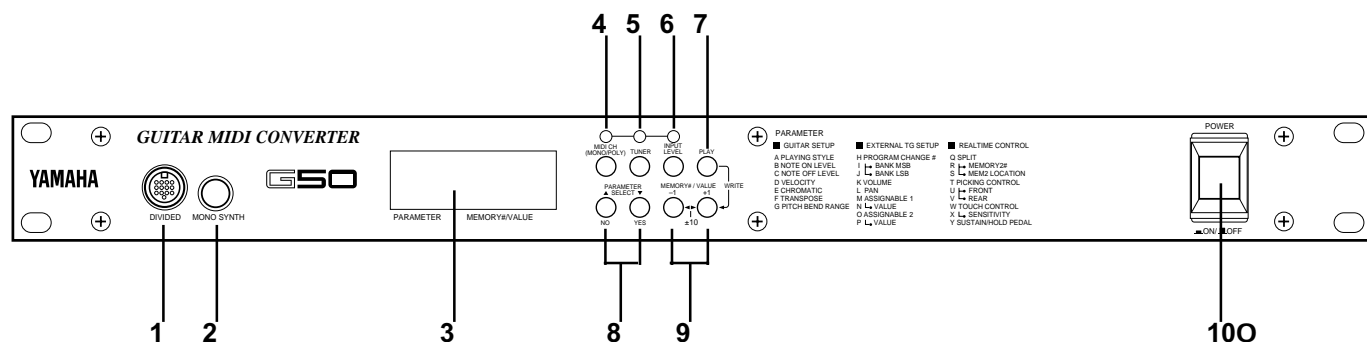 4 5 6 7
GUITAR MIDI CONVERTER
YAMAHA
G50
DIVIDED
MONO SYNTH
PARAMETER MEMORY#/VALUE
MIDI CH
(MONO/POLY)
TUNER
INPUT
LEVEL
PLAY
PARAMETER
▲ SELECT ▼
MEMORY# / VALUE
–1 +1
WRITE
NO YES
±10
PARAMETER
■ GUITAR SETUP
A PLAYING STYLE
B NOTE ON LEVEL
C NOTE OFF LEVEL
D VELOCITY
E CHROMATIC
F TRANSPOSE
G PITCH BEND RANGE
■ EXTERNAL TG SETUP
H PROGRAM CHANGE #
I BANK MSB
J BANK LSB
K VOLUME
L PAN
M ASSIGNABLE 1
N VALUE
O ASSIGNABLE 2
P VALUE
■ REALTIME CONTROL
Q SPLIT
R MEMORY2#
S MEM2 LOCATION
T PICKING CONTROL
U FRONT
V REAR
W TOUCH CONTROL
X SENSITIVITY
Y SUSTAIN/HOLD PEDAL
POWER
ON/ OFF
1 2 3 8 9 10O